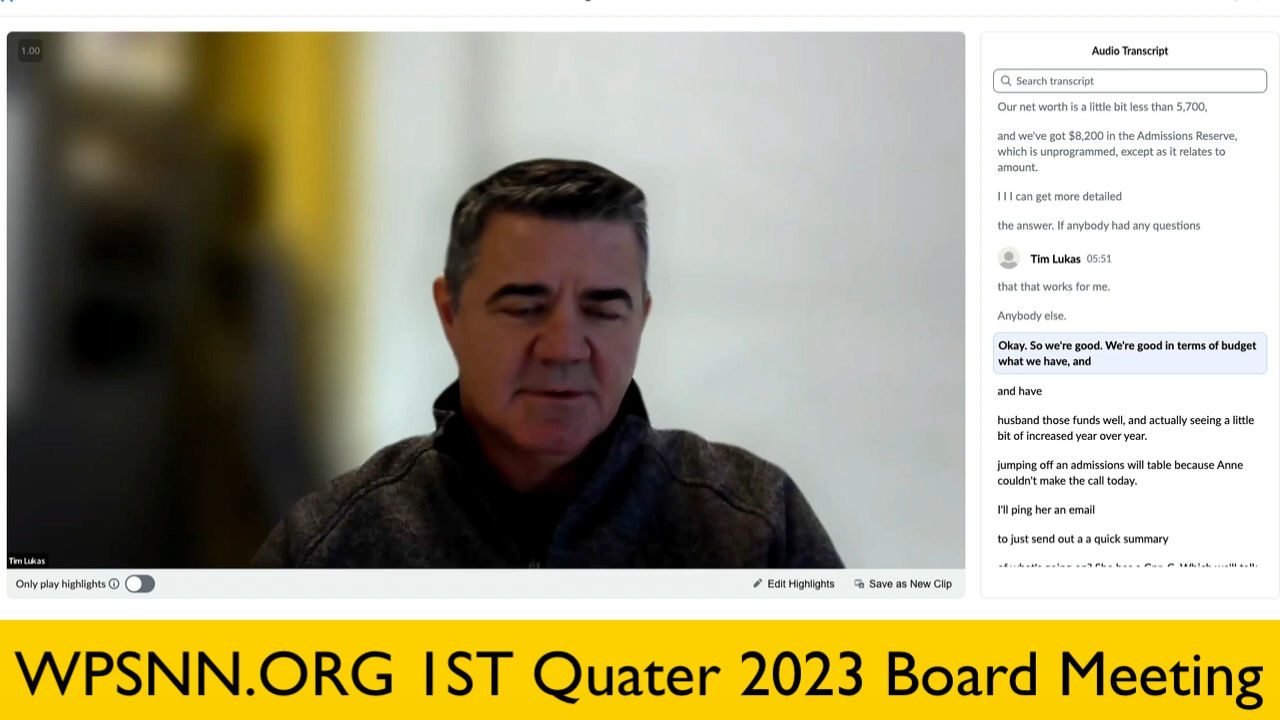 1.00
Tim Lukas
Only play highlights
Edit Highlights
Save as New Clip
Audio Transcript
Search transcript
Our net worth is a little bit less than 5,700,
and we've got $8,200 in the Admissions Reserve,
which is unprogrammed, except as it relates to
amount.
I I I can get more detailed
the answer. If anybody had any questions
Tim Lukas 05:51
that that works for me.
Anybody else.
Okay. So we're good. We're good in terms of budget
what we have, and
and have
husband those funds well, and actually seeing a little
bit of increased year over year.
jumping off an admissions will table because Anne
couldn't make the call today.
I'll ping her an email
to just send out a a quick summary
WPSNN.ORG 1ST Quater 2023 Board Meeting